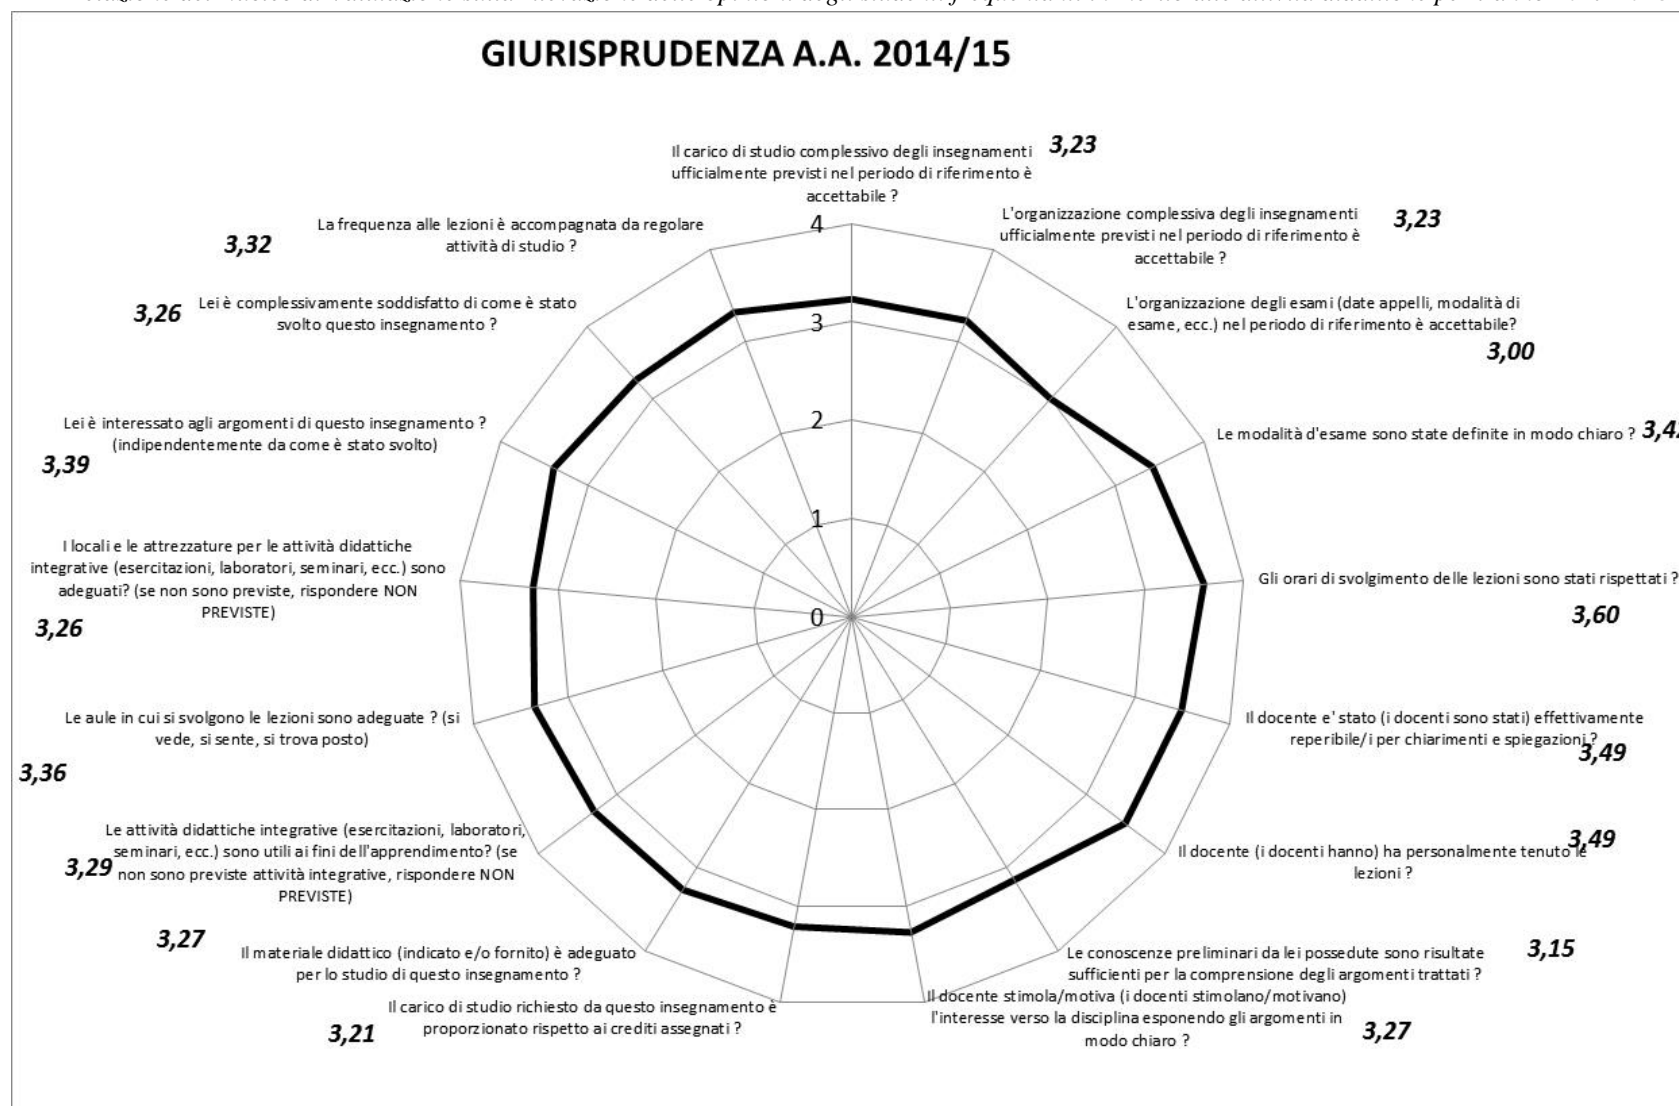 GIURISPRUDENZA A.A. 2014/15
Il carico di studio complessivo degli insegnamenti
ufficialmente previsti nel periodo di riferimento è
accettabile ?
3,23
L'organizzazione complessiva degli insegnamenti
ufficialmente previsti nel periodo di riferimento è
accettabile ?
3,23
L'organizzazione degli esami (date appelli, modalità di
esame, ecc.) nel periodo di riferimento è accettabile?
3,00
Le modalità d'esame sono state definite in modo chiaro ?
Gli orari di svolgimento delle lezioni sono stati rispettati ?
3,60
Il docente e' stato (i docenti sono stati) effettivamente
reperibile/i per chiarimenti e spiegazioni ?
3,49
Il docente (i docenti hanno) ha personalmente tenuto le
lezioni ?
3,49
Le conoscenze preliminari da lei possedute sono risultate
sufficienti per la comprensione degli argomenti trattati ?
3,15
Il docente stimola/motiva (i docenti stimolano/motivano)
l'interesse verso la disciplina esponendo gli argomenti in
modo chiaro ?
3,27
Il carico di studio richiesto da questo insegnamento è
proporzionato rispetto ai crediti assegnati ?
3,21
Il materiale didattico (indicato e/o fornito) è adeguato
per lo studio di questo insegnamento ?
3,27
Le attività didattiche integrative (esercitazioni, laboratori,
seminari, ecc.) sono utili ai fini dell'apprendimento? (se
non sono previste attività integrative, rispondere NON
PREVISTE)
3,29
Le aule in cui si svolgono le lezioni sono adeguate ? (si
vede, si sente, si trova posto)
3,36
I locali e le attrezzature per le attività didattiche
integrative (esercitazioni, laboratori, seminari, ecc.) sono
adeguati? (se non sono previste, rispondere NON
PREVISTE)
3,26
Lei è interessato agli argomenti di questo insegnamento ?
(indipendentemente da come è stato svolto)
3,39
Lei è complessivamente soddisfatto di come è stato
svolto questo insegnamento ?
3,26
La frequenza alle lezioni è accompagnata da regolare
attività di studio ?
3,32
4
3
2
1
0